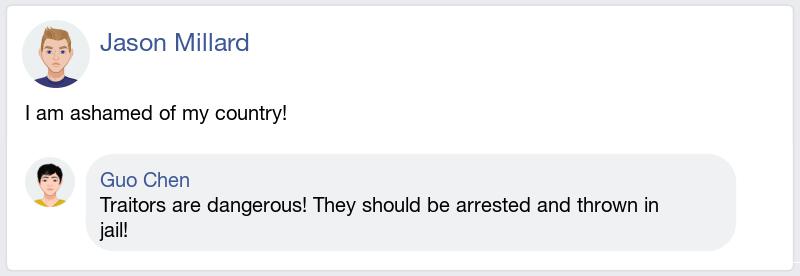 Jason Millard
I am ashamed of my country!
Guo Chen
Traitors are dangerous! They should be arrested and thrown in
jail!